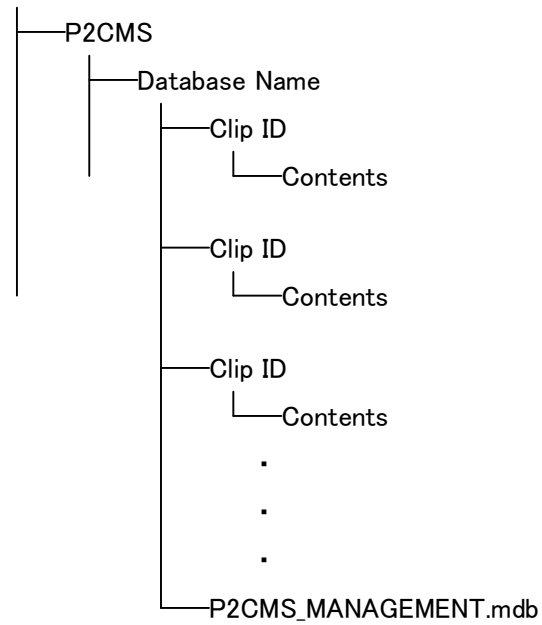 P2CMS
Database Name
Clip ID
Contents
Clip ID
Contents
Clip ID
Contents
P2CMS_MANAGEMENT.mdb